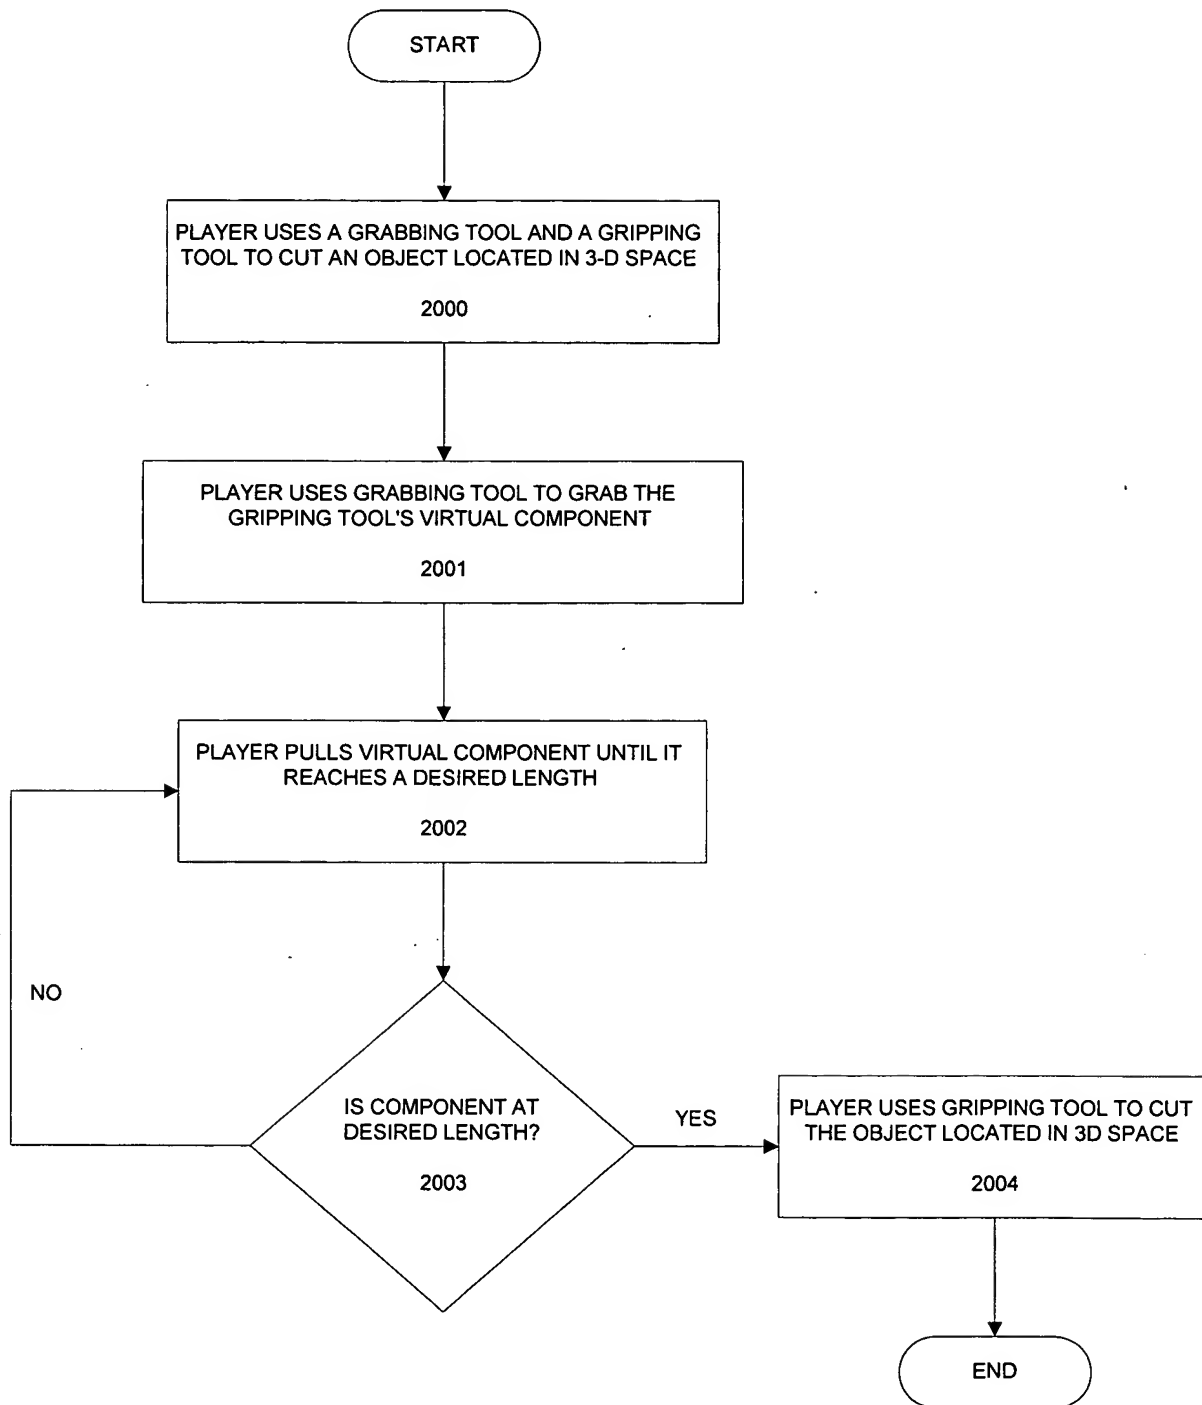 START
PLAYER USES A GRABBING TOOL AND A GRIPPING
TOOL TO CUT AN OBJECT LOCATED IN 3-D SPACE
2000
PLAYER USES GRABBING TOOL TO GRAB THE
GRIPPING TOOL'S VIRTUAL COMPONENT
2001
PLAYER PULLS VIRTUAL COMPONENT UNTIL IT
REACHES A DESIRED LENGTH
2002
NO
IS COMPONENT AT
DESIRED LENGTH?
2003
YES
PLAYER USES GRIPPING TOOL TO CUT
THE OBJECT LOCATED IN 3D SPACE
2004
END